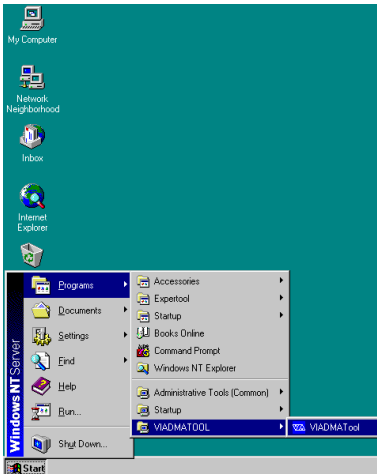 My Computer
Network
Neighborhood
Inbox
Internet
Explorer
Windows NT Server
Programs
Documents
Settings
Find
Help
Run...
Shut Down...
Accessories
Expertool
Startup
Books Online
Command Prompt
Windows NT Explorer
Administrative Tools (Common)
Startup
VIADMATOOL
VIADMATool
Start